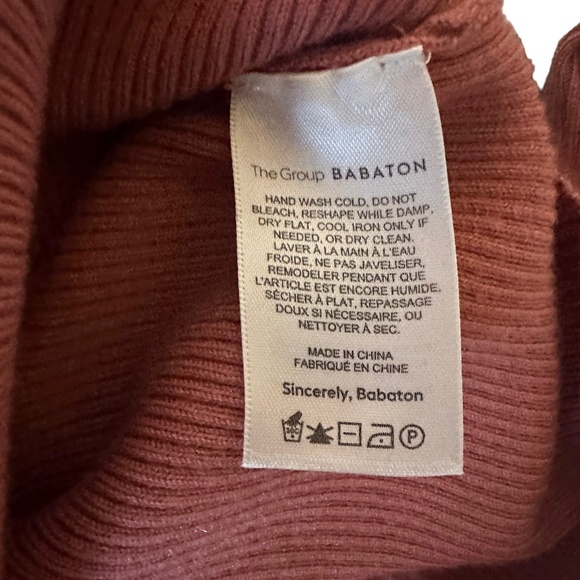 The Group BABATON
HAND WASH COLD, DO NOT
BLEACH, RESHAPE WHILE DAMP,
DRY FLAT, COOL IRON ONLY IF
NEEDED, OR DRY CLEAN.
LAVER À LA MAIN À L'EAU
FROIDE, NE PAS JAVELISER,
REMODELER PENDANT QUE
L'ARTICLE EST ENCORE HUMIDE,
SÉCHER À PLAT, REPASSAGE
DOUX SI NÉCESSAIRE, OU
NETTOYER À SEC.
MADE IN CHINA
FABRIQUÉ EN CHINE
Sincerely, Babaton
30C P